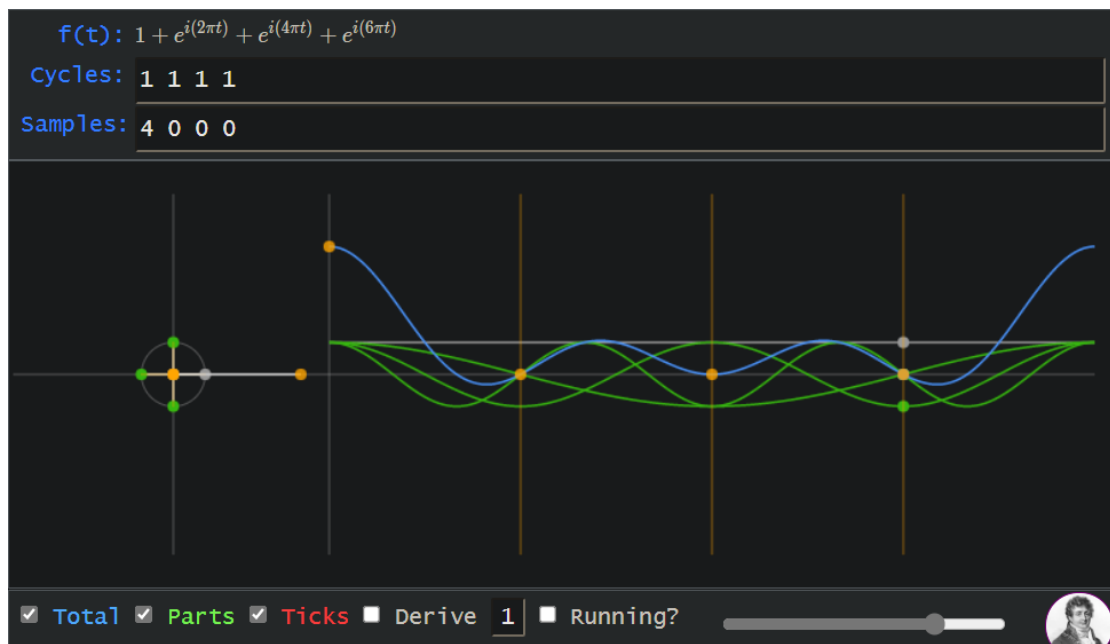 f(t): 1 + e^{i(2πt)} + e^{i(4πt)} + e^{i(6πt)}
Cycles: 1 1 1 1
Samples: 4 0 0 0
Total Parts Ticks Derive 1 Running?